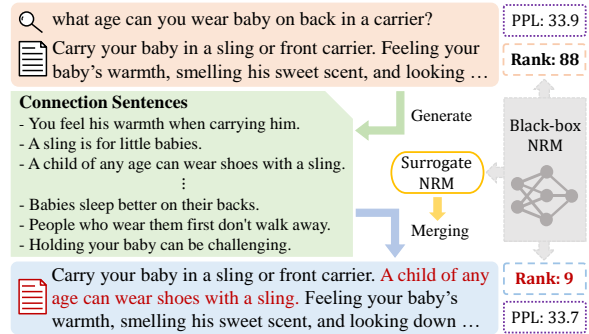 what age can you wear baby on back in a carrier?
PPL: 33.9
Carry your baby in a sling or front carrier. Feeling your
baby's warmth, smelling his sweet scent, and looking …
Rank: 88
Connection Sentences
- You feel his warmth when carrying him.
- A sling is for little babies.
- A child of any age can wear shoes with a sling.
⋮
- Babies sleep better on their backs.
- People who wear them first don't walk away.
- Holding your baby can be challenging.
Generate
Surrogate
NRM
Merging
Black-box
NRM
Carry your baby in a sling or front carrier. A child of any
age can wear shoes with a sling. Feeling your baby's
warmth, smelling his sweet scent, and looking down …
Rank: 9
PPL: 33.7